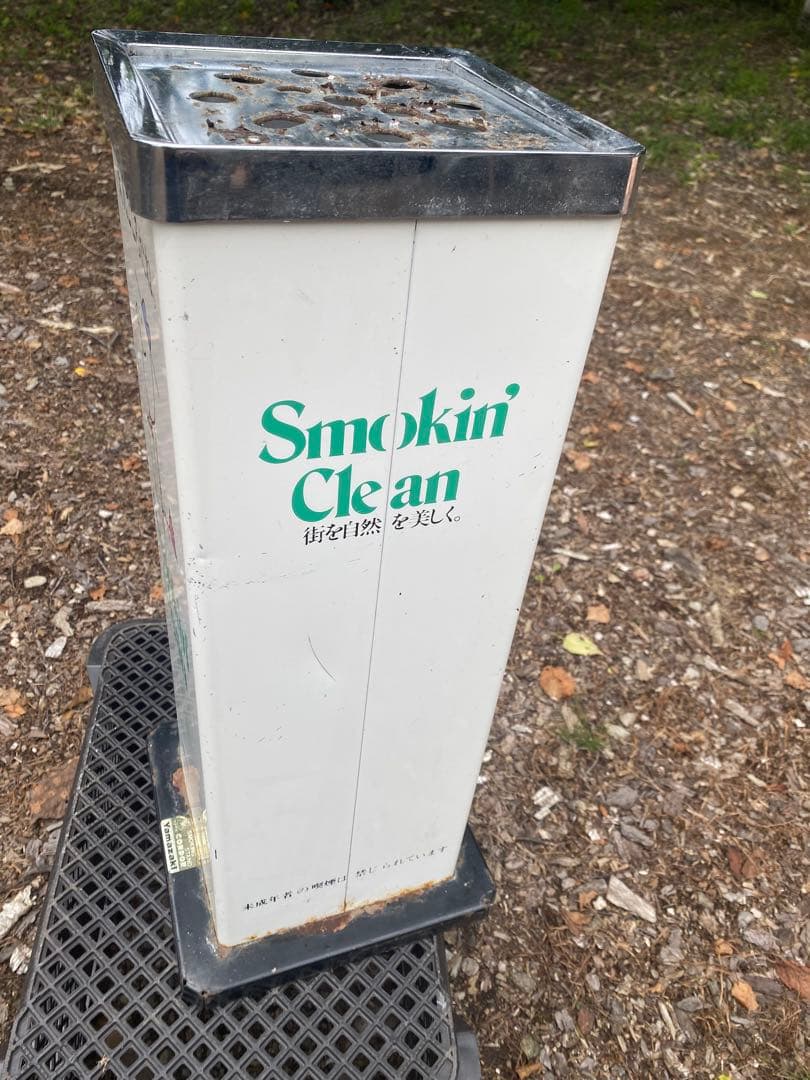 Smokin'
Clean
街を自然を美しく。
未成年者の喫煙は禁じられています
Yamazaki